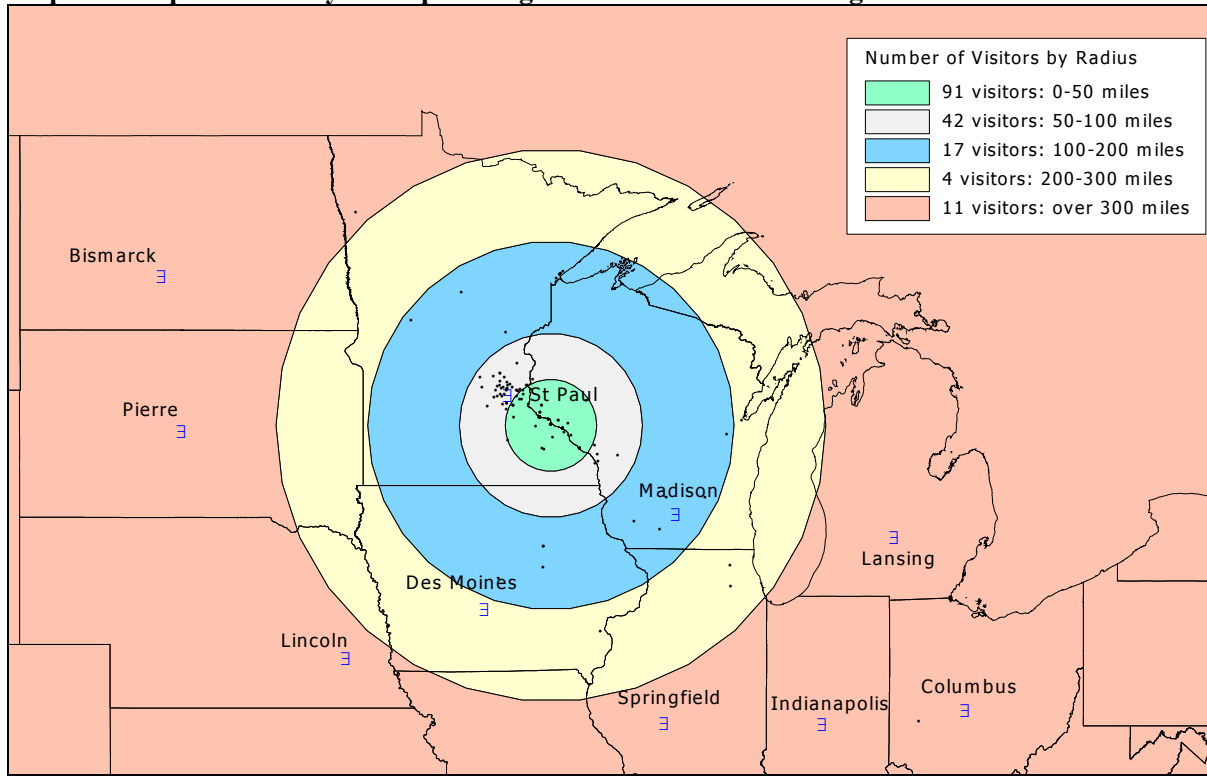 Number of Visitors by Radius
91 visitors: 0-50 miles
42 visitors: 50-100 miles
17 visitors: 100-200 miles
4 visitors: 200-300 miles
11 visitors: over 300 miles
Bismarck
St Paul
Pierre
Madison
Lansing
Des Moines
Lincoln
Springfield
Indianapolis
Columbus